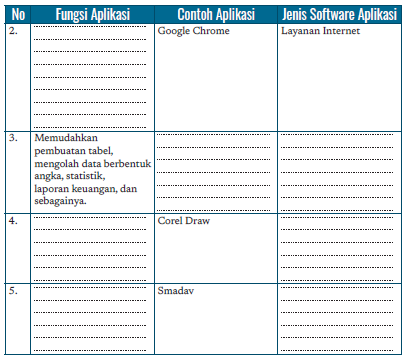 No Fungsi Aplikasi Contoh Aplikasi Jenis Software Aplikasi
2. Google Chrome Layanan Internet
3. Memudahkan
pembuatan tabel,
mengolah data berbentuk
angka, statistik,
laporan keuangan, dan
sebagainya.
4. Corel Draw
5. Smadav